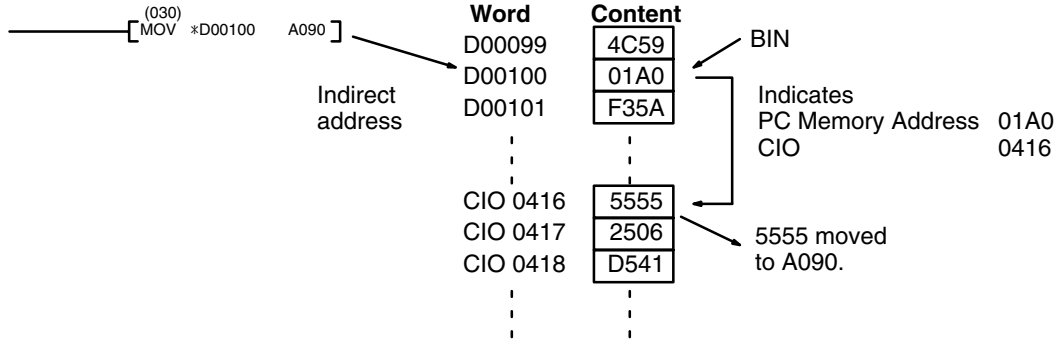 (030)
[MOV *D00100 A090]
Word Content
D00099 4C59
D00100 01A0
D00101 F35A
BIN
Indirect
address
Indicates
PC Memory Address 01A0
CIO 0416
CIO 0416 5555
CIO 0417 2506
CIO 0418 D541
5555 moved
to A090.